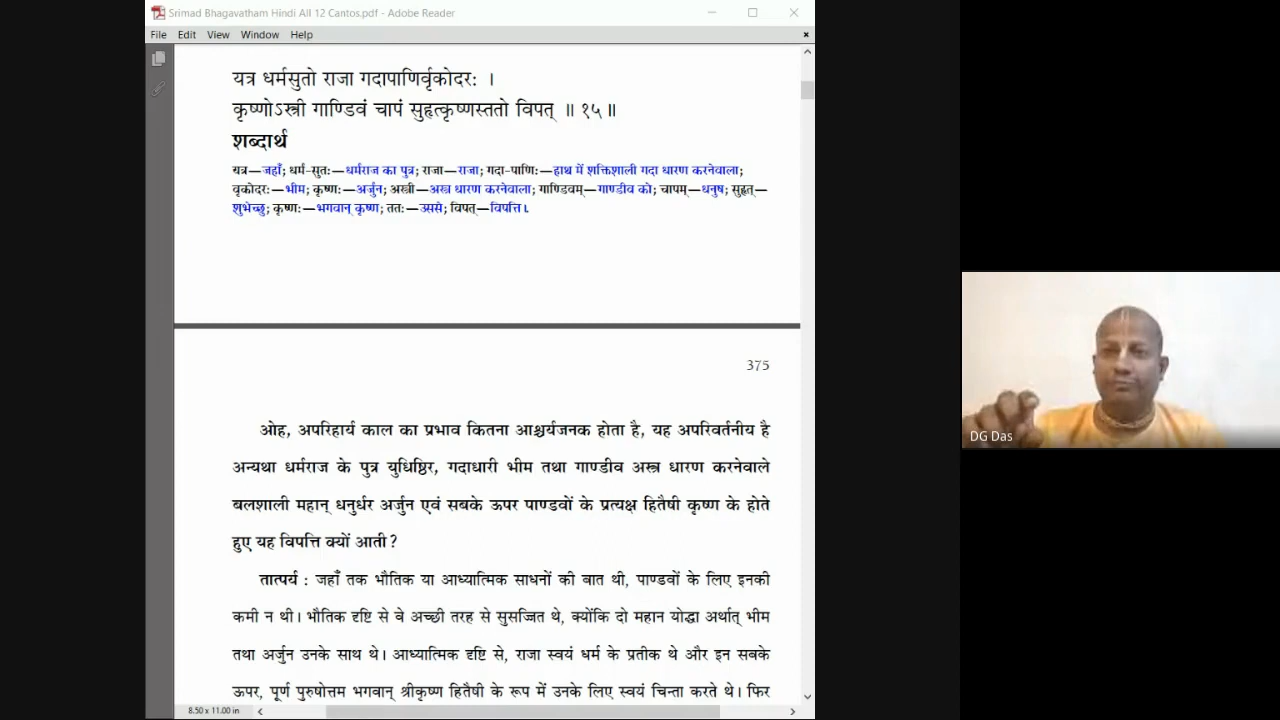 Srimad Bhagavatham Hindi All 12 Cantos.pdf - Adobe Reader
File Edit View Window Help
यत्र धर्मसुतो राजा गदापाणिर्वृकोदरः ।
कृष्णोऽस्त्री गाण्डिवं चापं सुहृत्कृष्णस्ततो विपत् ॥ १५॥
शब्दार्थ
यत्र—जहाँ; धर्म-सुतः—धर्मराज का पुत्र; राजा—राजा; गदा-पाणिः—हाथ में शक्तिशाली गदा धारण करनेवाला;
वृकोदरः—भीम; कृष्णः—अर्जुन; अस्त्री—अस्त्र धारण करनेवाला; गाण्डिवम्—गाण्डीव को; चापम्—धनुष; सुहृत्—
शुभेच्छु; कृष्णः—भगवान् कृष्ण; ततः—उससे; विपत्—विपत्ति।
375
ओह, अपरिहार्य काल का प्रभाव कितना आश्चर्यजनक होता है, यह अपरिवर्तनीय है
अन्यथा धर्मराज के पुत्र युधिष्ठिर, गदाधारी भीम तथा गाण्डीव अस्त्र धारण करनेवाले
बलशाली महान् धनुर्धर अर्जुन एवं सबके ऊपर पाण्डवों के प्रत्यक्ष हितैषी कृष्ण के होते
हुए यह विपत्ति क्यों आती?
तात्पर्य : जहाँ तक भौतिक या आध्यात्मिक साधनों की बात थी, पाण्डवों के लिए इनकी
कमी न थी। भौतिक दृष्टि से वे अच्छी तरह से सुसज्जित थे, क्योंकि दो महान योद्धा अर्थात् भीम
तथा अर्जुन उनके साथ थे। आध्यात्मिक दृष्टि से, राजा स्वयं धर्म के प्रतीक थे और इन सबके
ऊपर, पूर्ण पुरुषोत्तम भगवान् श्रीकृष्ण हितैषी के रूप में उनके लिए स्वयं चिन्ता करते थे। फिर
8.50 x 11.00 in
DG Das